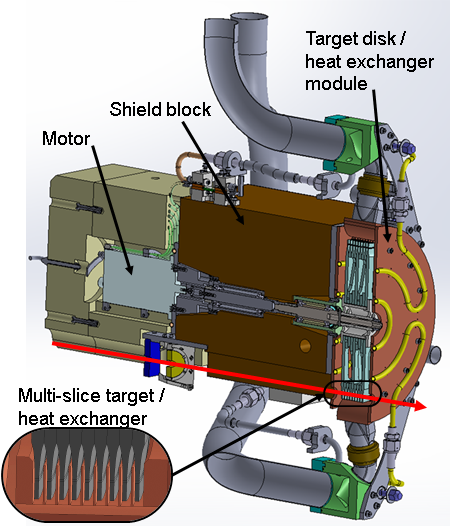 Target disk /
heat exchanger
module
Shield block
Motor
Multi-slice target /
heat exchanger